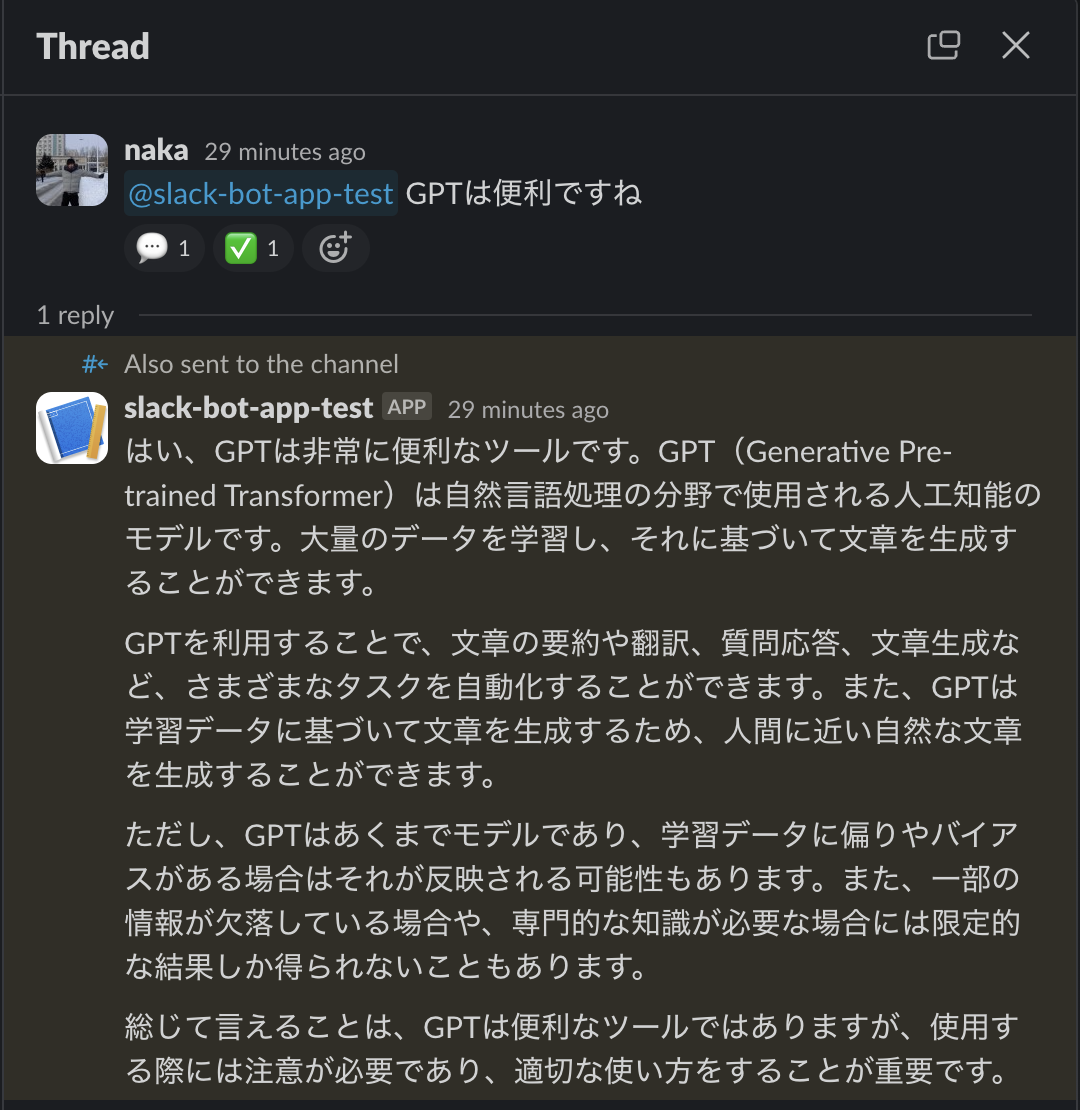 Thread
naka 29 minutes ago
@slack-bot-app-test GPTは便利ですね
1 1
1 reply
Also sent to the channel
slack-bot-app-test APP 29 minutes ago
はい、GPTは非常に便利なツールです。GPT（Generative Pre-
trained Transformer）は自然言語処理の分野で使用される人工知能の
モデルです。大量のデータを学習し、それに基づいて文章を生成す
ることができます。
GPTを利用することで、文章の要約や翻訳、質問応答、文章生成な
ど、さまざまなタスクを自動化することができます。また、GPTは
学習データに基づいて文章を生成するため、人間に近い自然な文章
を生成することができます。
ただし、GPTはあくまでモデルであり、学習データに偏りやバイア
スがある場合はそれが反映される可能性もあります。また、一部の
情報が欠落している場合や、専門的な知識が必要な場合には限定的
な結果しか得られないこともあります。
総じて言えることは、GPTは便利なツールではありますが、使用す
る際には注意が必要であり、適切な使い方をすることが重要です。